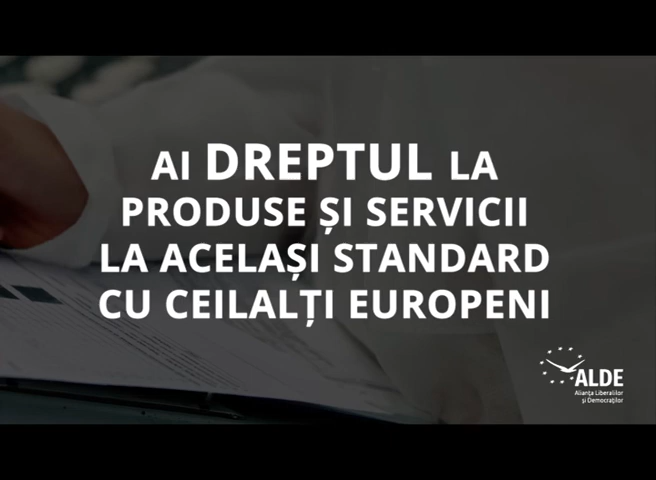 AI DREPTUL LA
PRODUSE ȘI SERVICII
LA ACELAȘI STANDARD
CU CEILALȚI EUROPENI
ALDE
Alianța Liberalilor
și Democraților